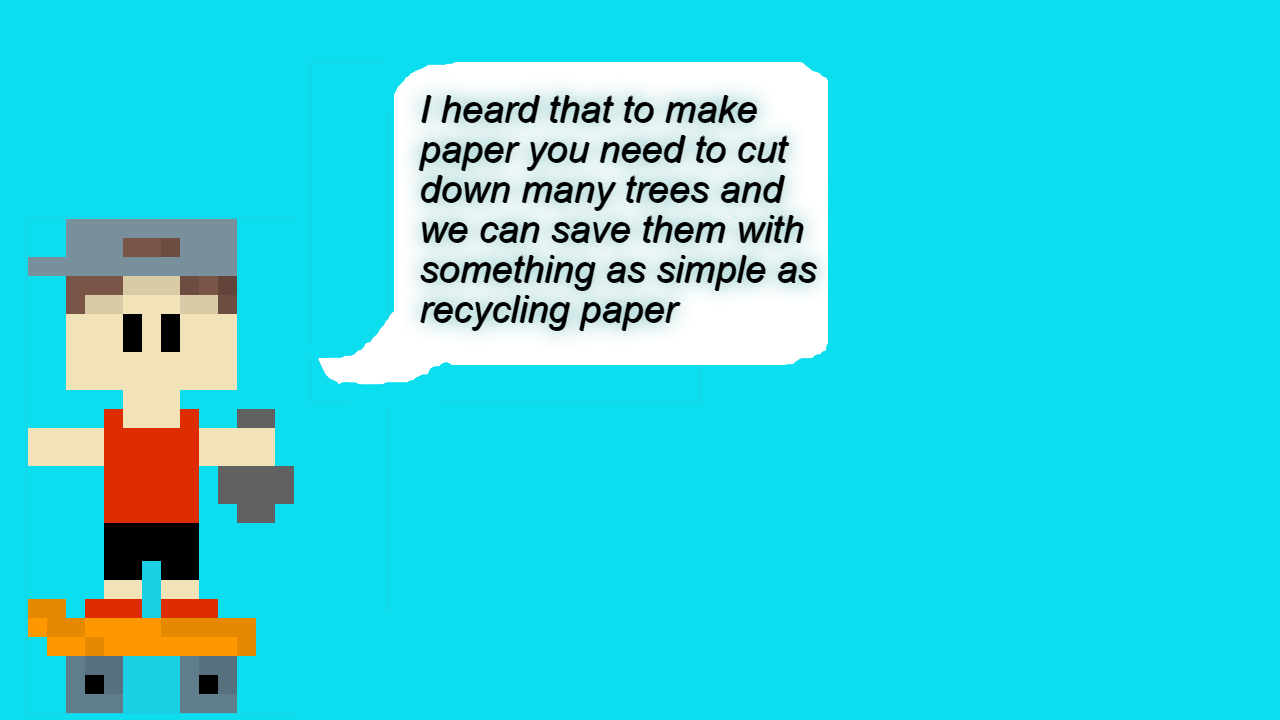 I heard that to make
paper you need to cut
down many trees and
we can save them with
something as simple as
recycling paper